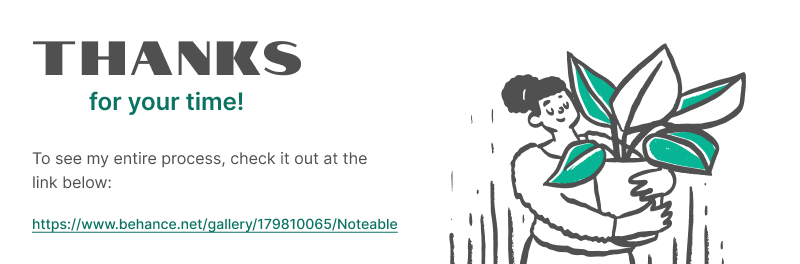 THANKS
for your time!
To see my entire process, check it out at the
link below:
https://www.behance.net/gallery/179810065/Noteable